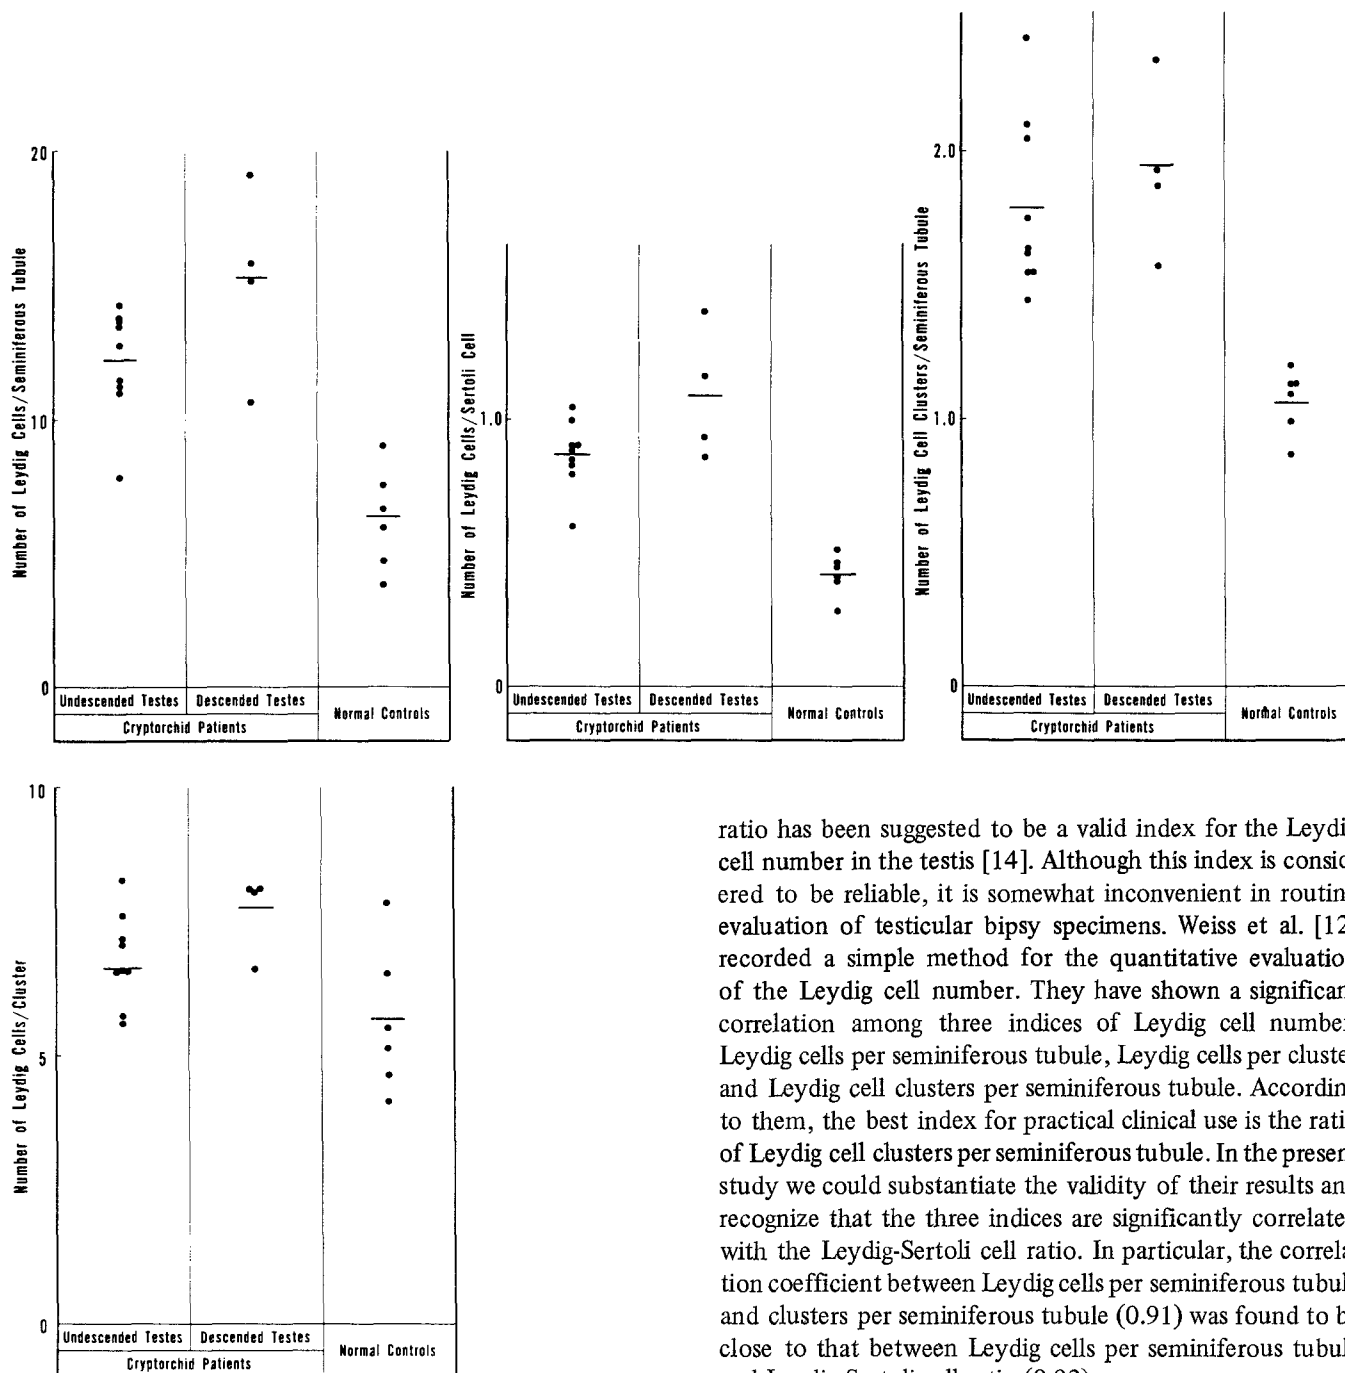 Number of Leydig Cells/Seminiferous Tubule
20
10
0
Undescended Testes
Descended Testes
Normal Controls
Cryptorchid Patients
Number of Leydig Cells/Sertoli Cell
1.0
0
Undescended Testes
Descended Testes
Normal Controls
Cryptorchid Patients
Number of Leydig Cell Clusters/Seminiferous Tubule
2.0
1.0
0
Undescended Testes
Descended Testes
Normal Controls
Cryptorchid Patients
Number of Leydig Cells/Cluster
10
5
0
Undescended Testes
Descended Testes
Normal Controls
Cryptorchid Patients
ratio has been suggested to be a valid index for the Leydi
cell number in the testis [14]. Although this index is consid
ered to be reliable, it is somewhat inconvenient in routin
evaluation of testicular bipsy specimens. Weiss et al. [12
recorded a simple method for the quantitative evaluatio
of the Leydig cell number. They have shown a significan
correlation among three indices of Leydig cell number
Leydig cells per seminiferous tubule, Leydig cells per cluste
and Leydig cell clusters per seminiferous tubule. Accordin
to them, the best index for practical clinical use is the rati
of Leydig cell clusters per seminiferous tubule. In the presen
study we could substantiate the validity of their results an
recognize that the three indices are significantly correlate
with the Leydig-Sertoli cell ratio. In particular, the correla
tion coefficient between Leydig cells per seminiferous tubul
and clusters per seminiferous tubule (0.91) was found to b
close to that between Leydig cells per seminiferous tubul